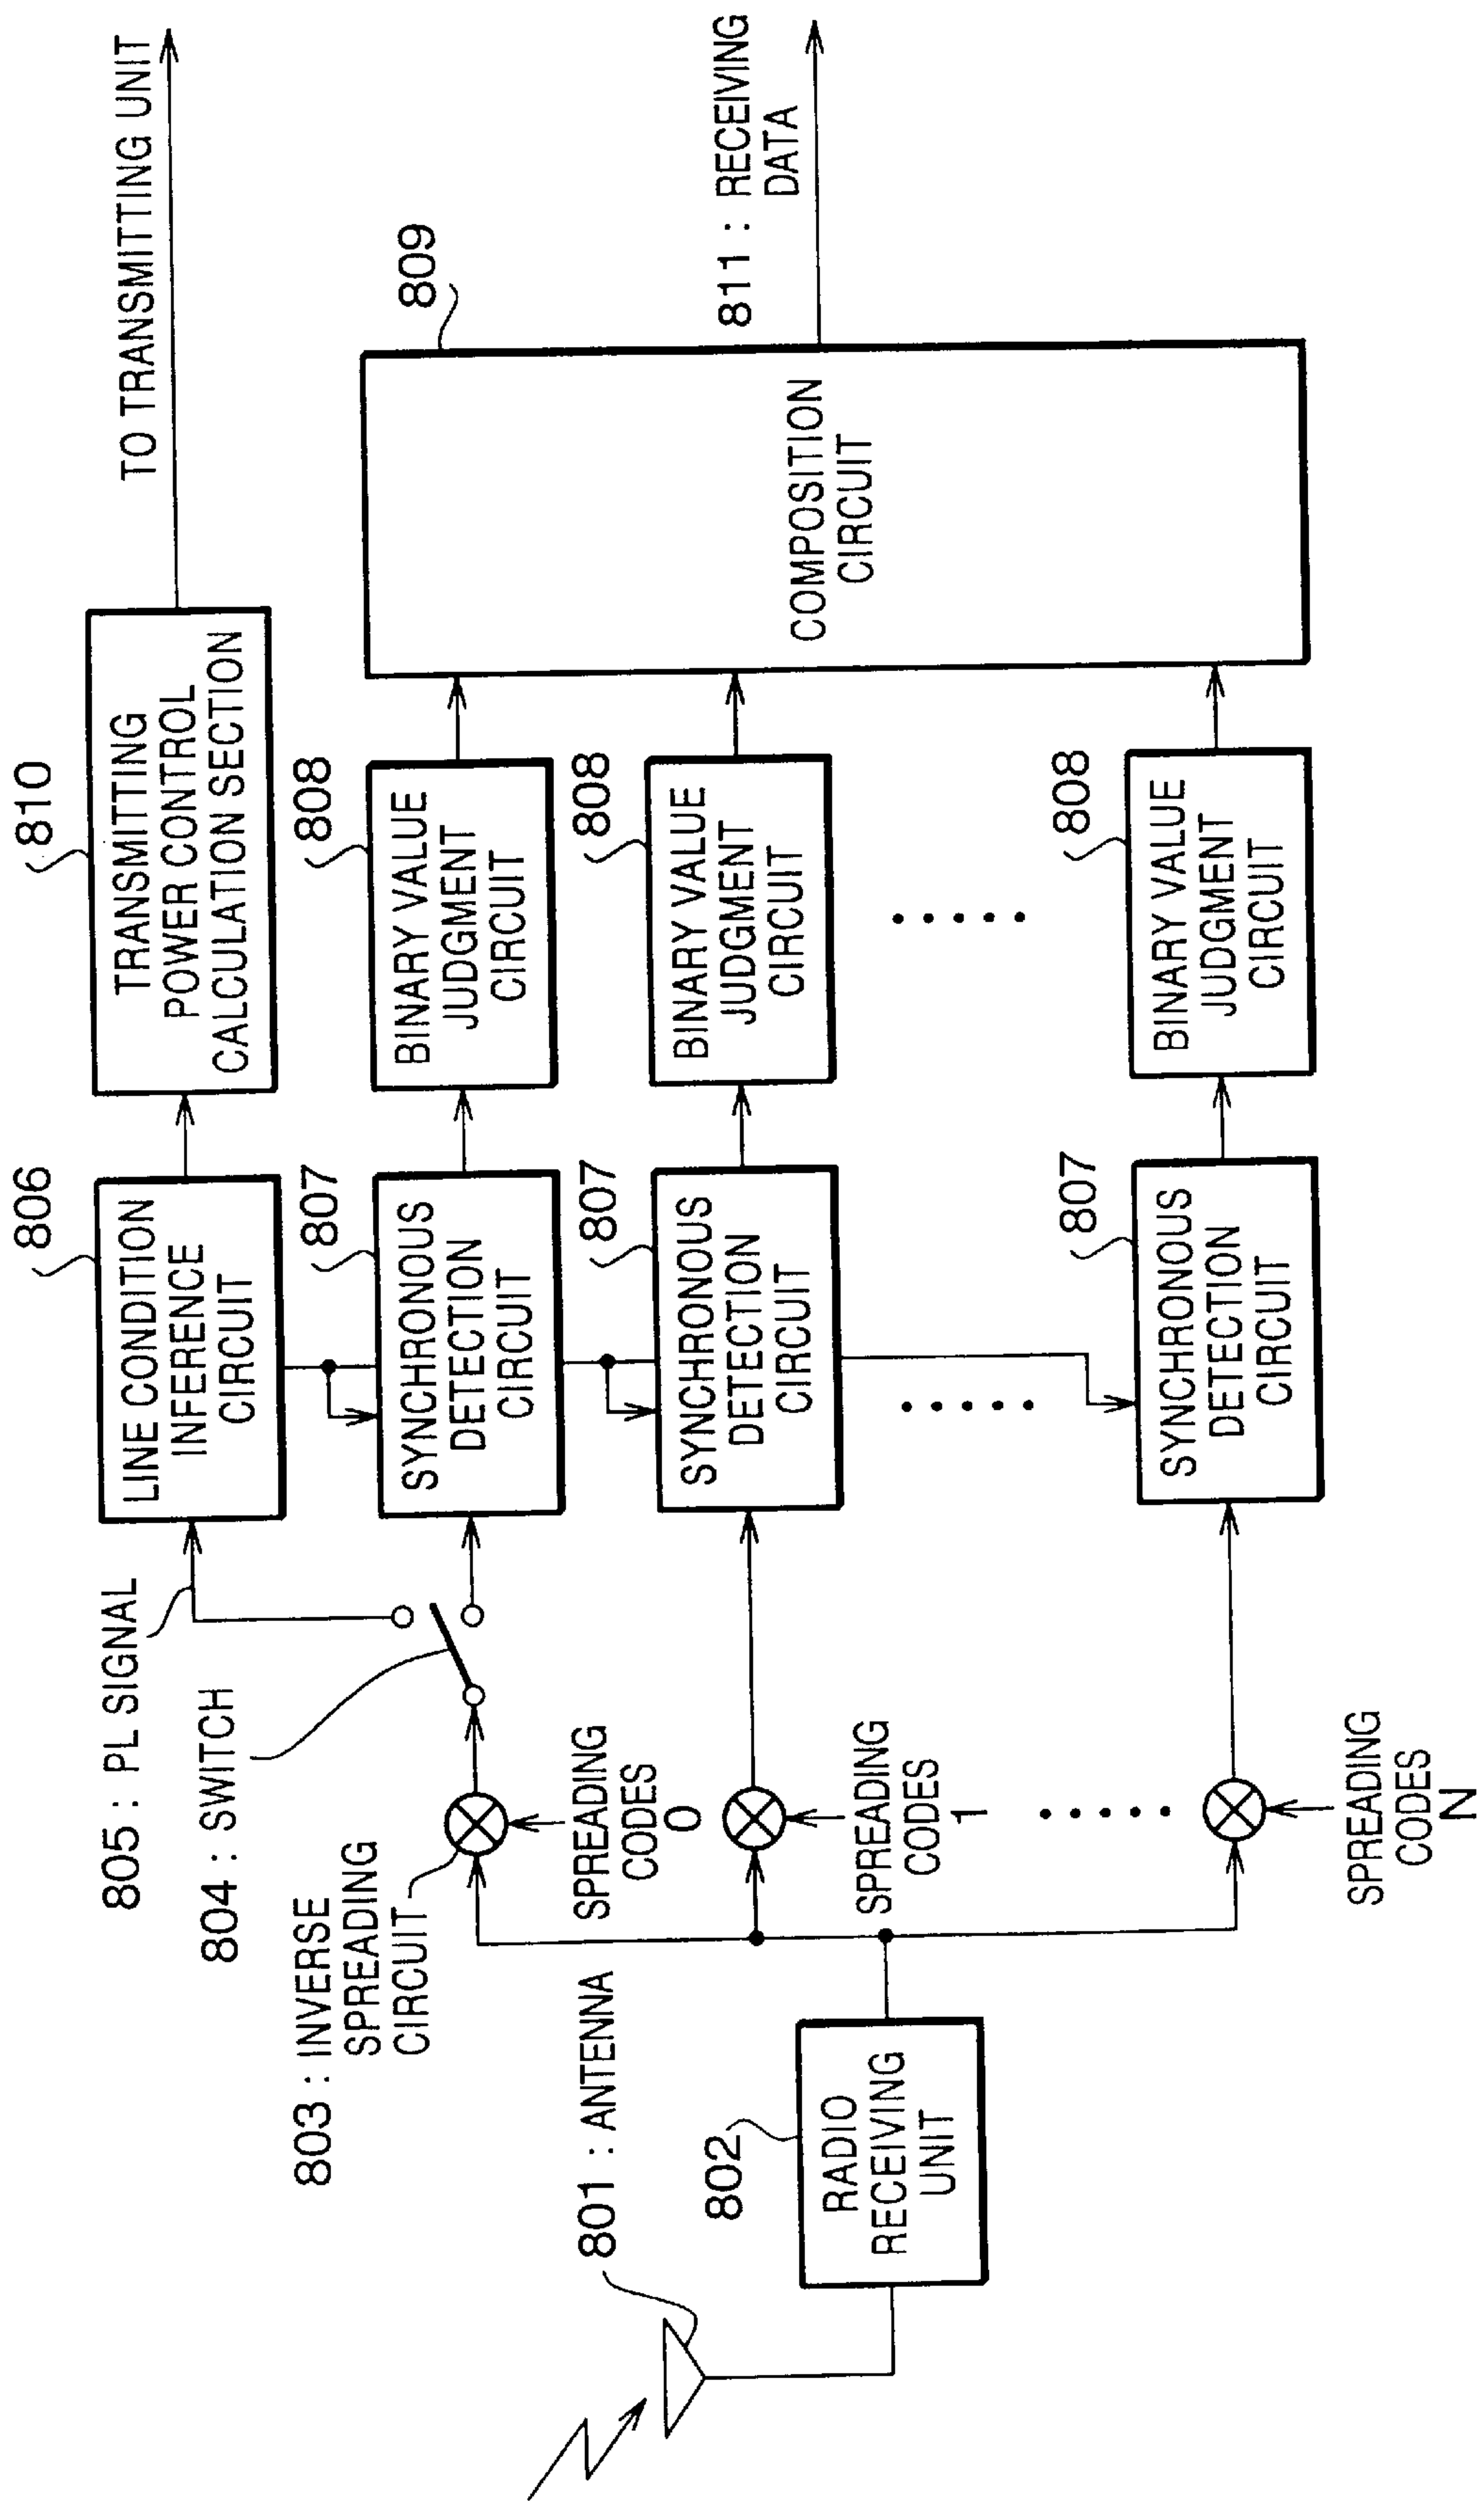 801 : ANTENNA
802
RADIO
RECEIVING
UNIT
803 : INVERSE
SPREADING
CIRCUIT
804 : SWITCH
805 : PL SIGNAL
SPREADING
CODES
0
SPREADING
CODES
1
SPREADING
CODES
N
806
LINE CONDITION
INFERENCE
CIRCUIT
807
SYNCHRONOUS
DETECTION
CIRCUIT
807
SYNCHRONOUS
DETECTION
CIRCUIT
807
SYNCHRONOUS
DETECTION
CIRCUIT
810
TRANSMITTING
POWER CONTROL
CALCULATION SECTION
808
BINARY VALUE
JUDGMENT
CIRCUIT
808
BINARY VALUE
JUDGMENT
CIRCUIT
808
BINARY VALUE
JUDGMENT
CIRCUIT
809
COMPOSITION
CIRCUIT
TO TRANSMITTING UNIT
811 : RECEIVING
DATA